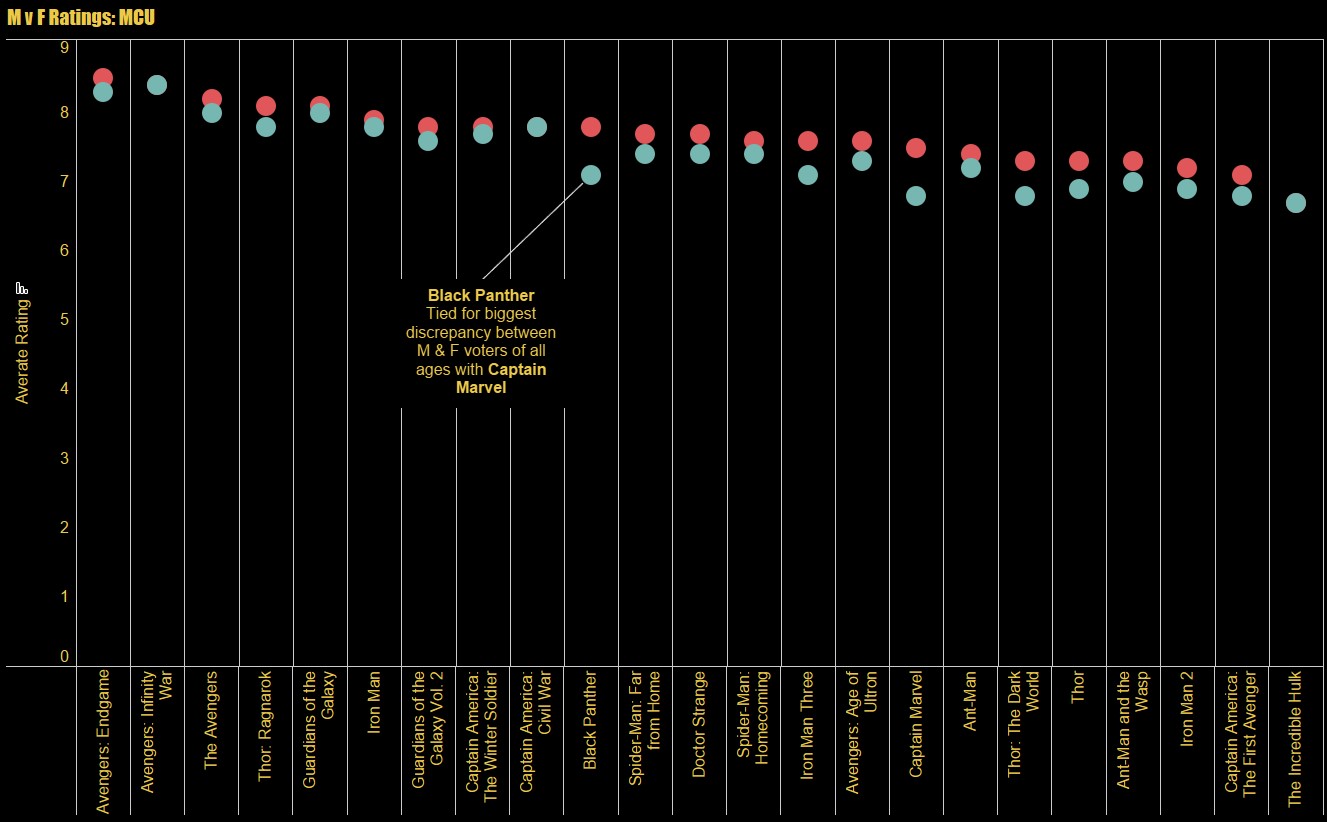 M v F Ratings: MCU
9
8
7
6
5
4
3
2
1
0
Averate Rating
Black Panther
Tied for biggest
discrepancy between
M & F voters of all
ages with Captain
Marvel
Avengers: Endgame
Avengers: Infinity
War
The Avengers
Thor: Ragnarok
Guardians of the
Galaxy
Iron Man
Guardians of the
Galaxy Vol. 2
Captain America:
The Winter Soldier
Captain America:
Civil War
Black Panther
Spider-Man: Far
from Home
Doctor Strange
Spider-Man:
Homecoming
Iron Man Three
Avengers: Age of
Ultron
Captain Marvel
Ant-Man
Thor: The Dark
World
Thor
Ant-Man and the
Wasp
Iron Man 2
Captain America:
The First Avenger
The Incredible Hulk